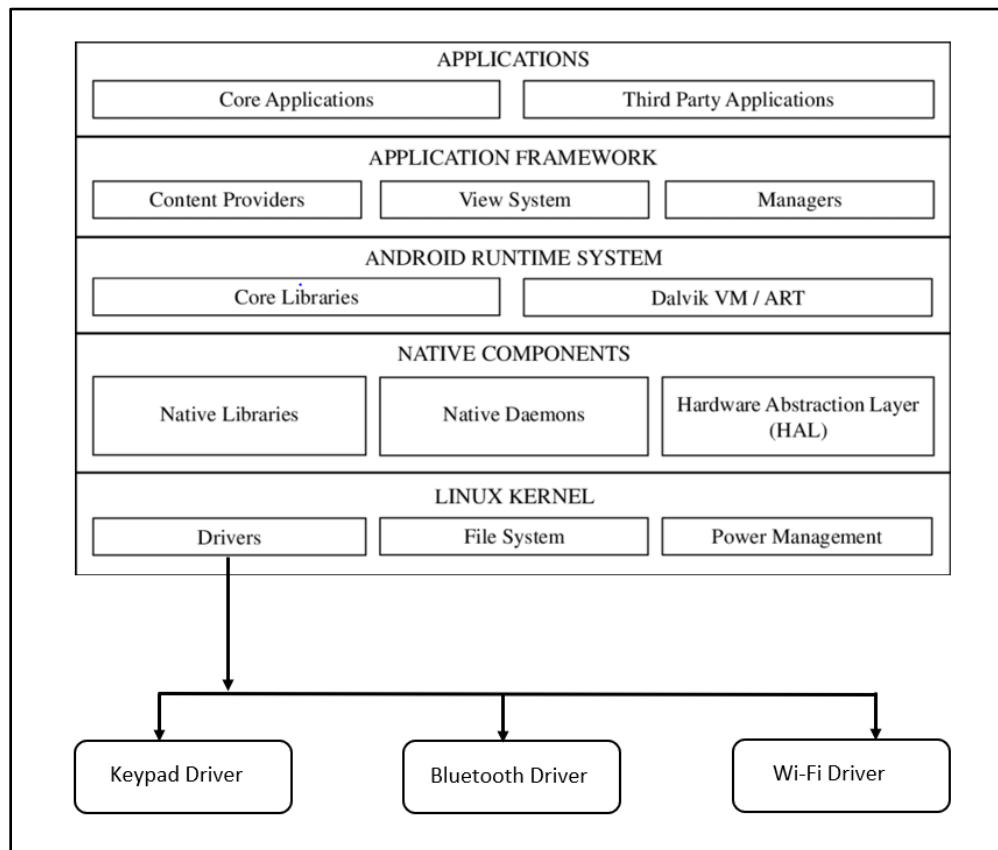 APPLICATIONS
Core Applications
Third Party Applications
APPLICATION FRAMEWORK
Content Providers
View System
Managers
ANDROID RUNTIME SYSTEM
Core Libraries
Dalvik VM / ART
NATIVE COMPONENTS
Native Libraries
Native Daemons
Hardware Abstraction Layer
(HAL)
LINUX KERNEL
Drivers
File System
Power Management
Keypad Driver
Bluetooth Driver
Wi-Fi Driver